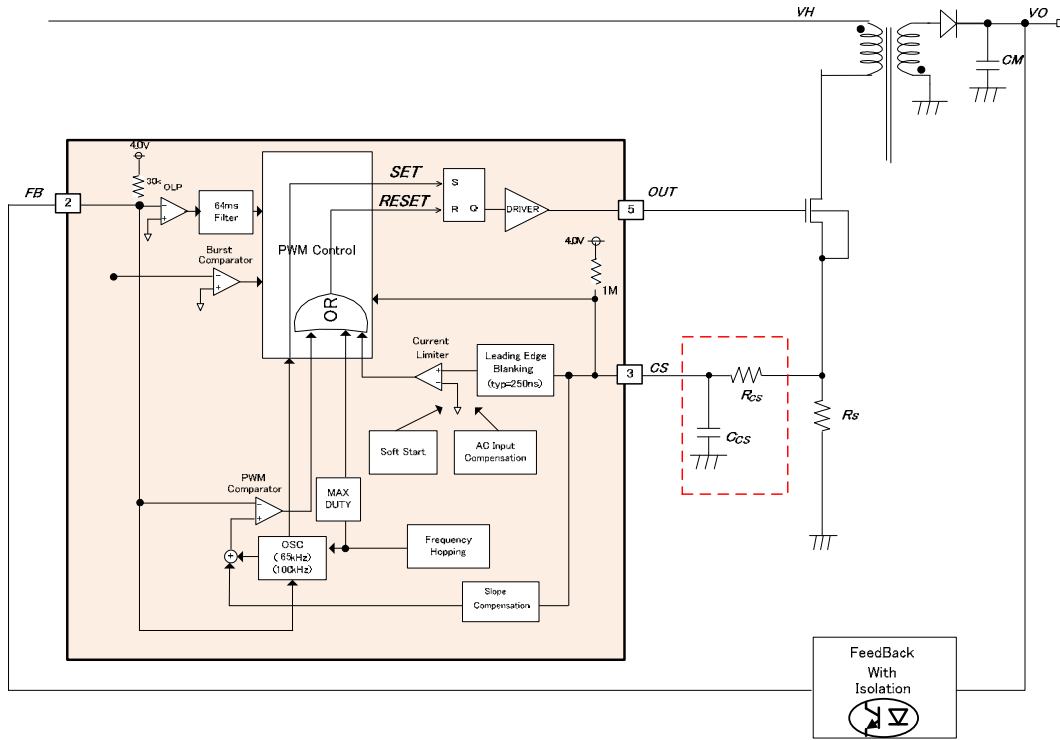 VH
VO
CM
4.0V
30k
OLP
FB
2
64ms
Filter
SET
RESET
S
R
Q
DRIVER
5
OUT
PWM Control
Burst
Comparator
4.0V
1M
OR
Current
Limiter
Leading Edge
Blanking
(typ=250ns)
3
CS
RCS
CCS
RS
Soft Start
AC Input
Compensation
PWM
Comparator
MAX
DUTY
OSC
(65kHz)
(100kHz)
Frequency
Hopping
Slope
Compensation
FeedBack
With
Isolation